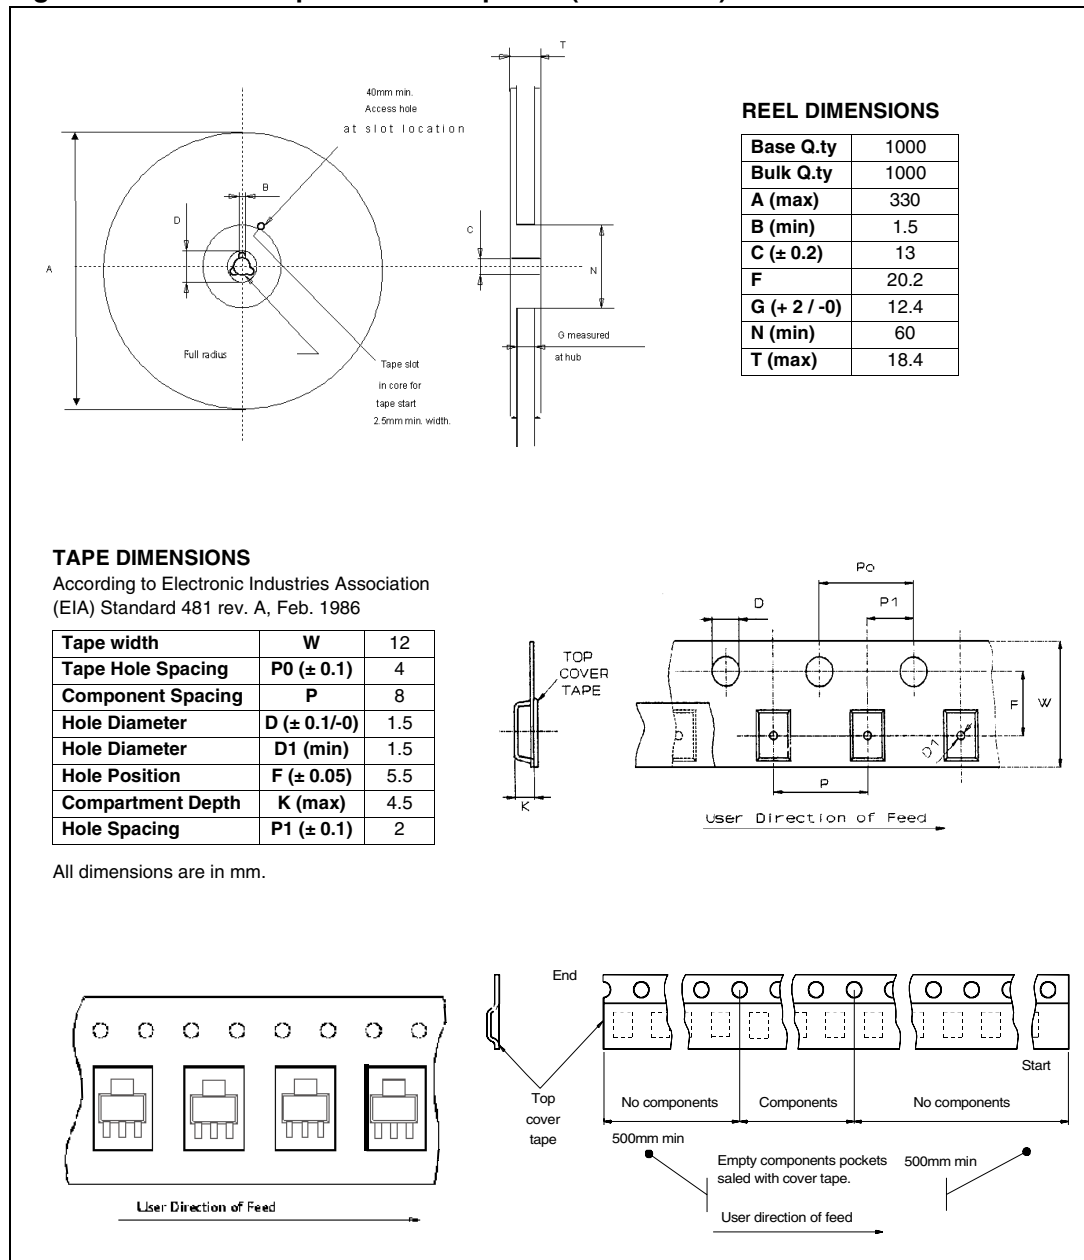 T
40mm min.
Access hole
at slot location
B
D
C
A
N
G measured
at hub
Full radius
Tape slot
in core for
tape start
2.5mm min. width.
REEL DIMENSIONS
Base Q.ty 1000
Bulk Q.ty 1000
A (max) 330
B (min) 1.5
C (± 0.2) 13
F 20.2
G (+ 2 / -0) 12.4
N (min) 60
T (max) 18.4
TAPE DIMENSIONS
According to Electronic Industries Association
(EIA) Standard 481 rev. A, Feb. 1986
Tape width W 12
Tape Hole Spacing P0 (± 0.1) 4
Component Spacing P 8
Hole Diameter D (± 0.1/-0) 1.5
Hole Diameter D1 (min) 1.5
Hole Position F (± 0.05) 5.5
Compartment Depth K (max) 4.5
Hole Spacing P1 (± 0.1) 2
All dimensions are in mm.
TOP
COVER
TAPE
K
Po
D
P1
F
W
D1
P
User Direction of Feed
User Direction of Feed
End
Start
Top
cover
tape
No components
Components
No components
500mm min
Empty components pockets
saled with cover tape.
500mm min
User direction of feed